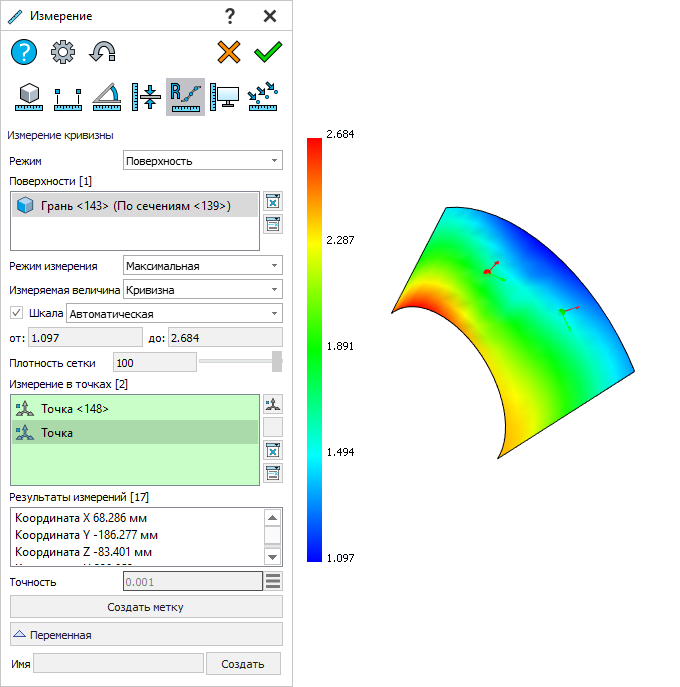 Измерение
?
?
R
Измерение кривизны
Режим Поверхность
Поверхности [1]
Грань <143> (По сечениям <139>)
Режим измерения Максимальная
Измеряемая величина Кривизна
Шкала Автоматическая
от: 1.097 до: 2.684
Плотность сетки 100
Измерение в точках [2]
Точка <148>
Точка
Результаты измерений [17]
Координата X 68.286 мм
Координата Y -186.277 мм
Координата Z -83.401 мм
Точность 0.001
Создать метку
Переменная
Имя Создать
2.684
2.287
1.891
1.494
1.097